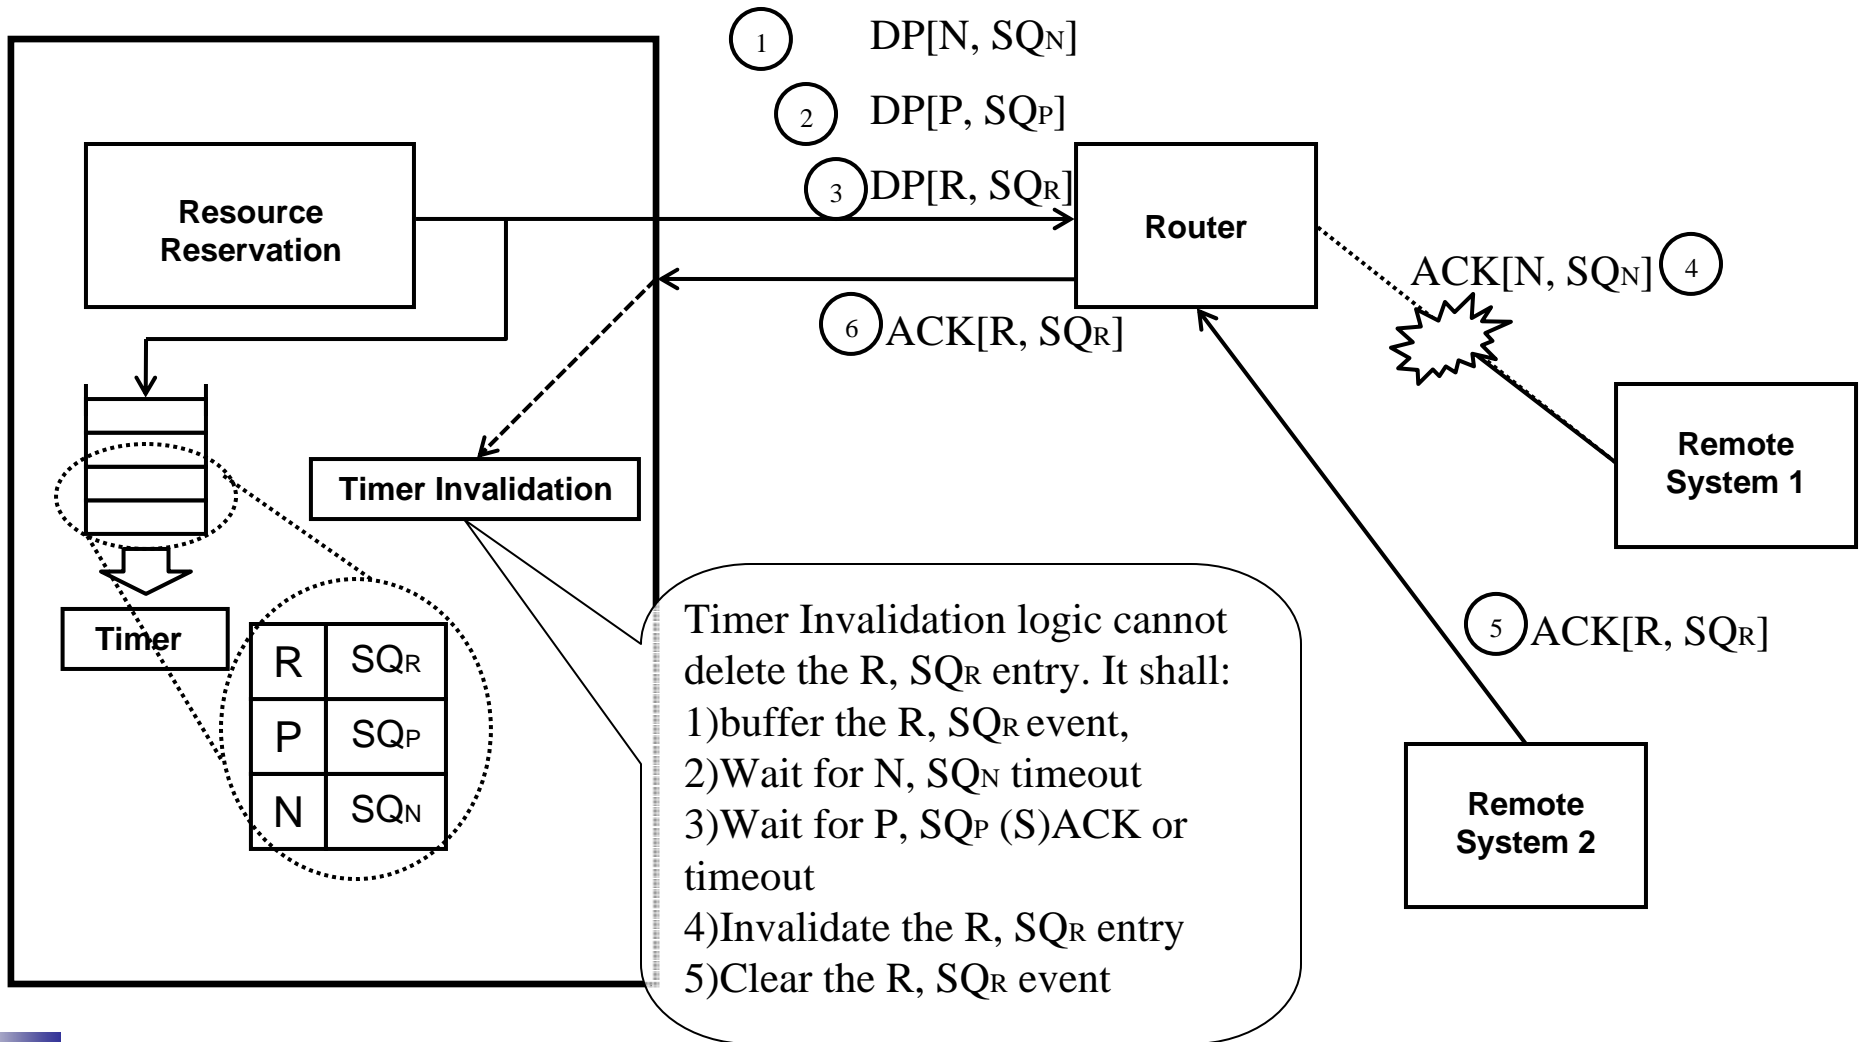 1 DP[N, SQN]
2 DP[P, SQP]
3 DP[R, SQR]
Resource
Reservation
Router
ACK[N, SQN] 4
6 ACK[R, SQR]
Remote
System 1
Timer Invalidation
Timer
R SQR
P SQP
N SQN
Timer Invalidation logic cannot
delete the R, SQR entry. It shall:
1)buffer the R, SQR event,
2)Wait for N, SQN timeout
3)Wait for P, SQP (S)ACK or
timeout
4)Invalidate the R, SQR entry
5)Clear the R, SQR event
5 ACK[R, SQR]
Remote
System 2